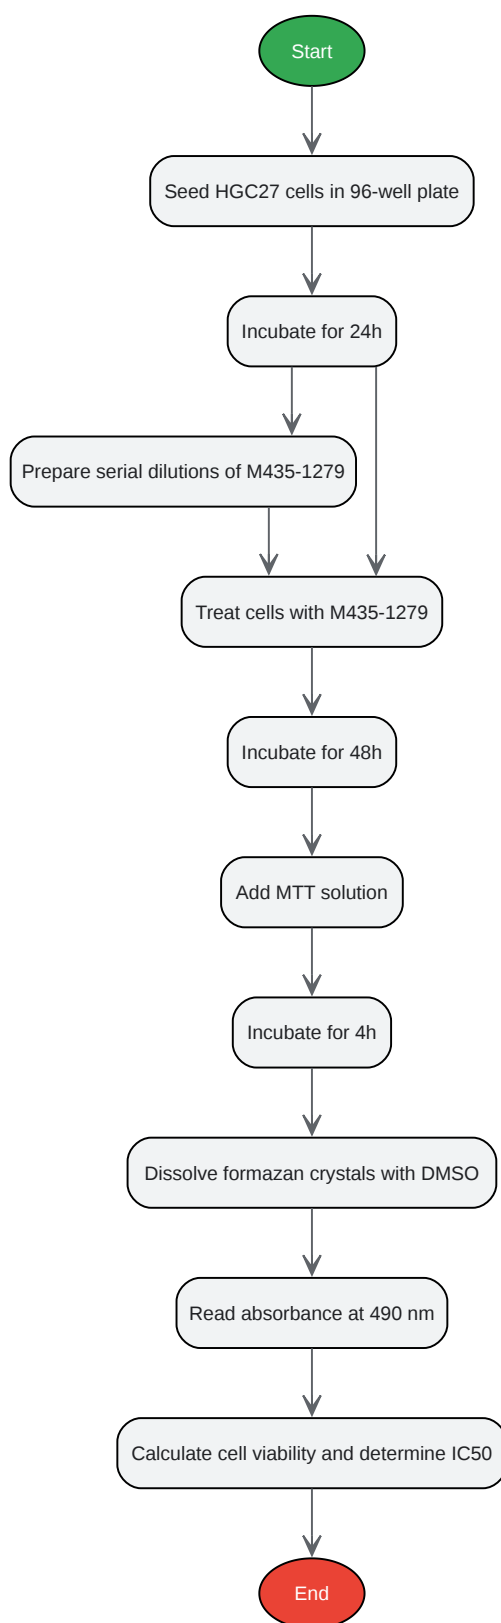 Start
Seed HGC27 cells in 96-well plate
Incubate for 24h
Prepare serial dilutions of M435-1279
Treat cells with M435-1279
Incubate for 48h
Add MTT solution
Incubate for 4h
Dissolve formazan crystals with DMSO
Read absorbance at 490 nm
Calculate cell viability and determine IC50
End